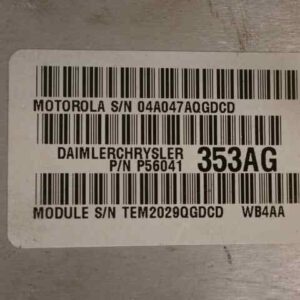 MOTOROLA S/N 04A047AQGDCD
DAIMLERCHRYSLER 353AG
P/N P56041
MODULE S/N TEM2029QGDCD WB4AA